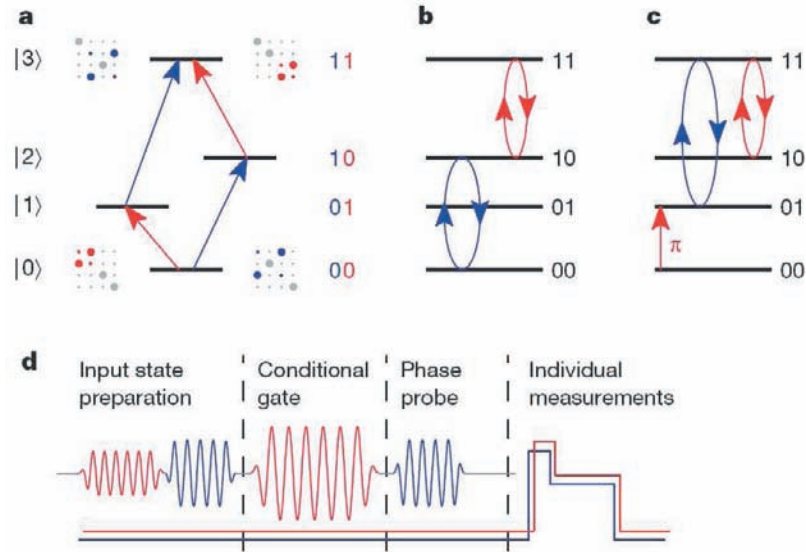 a
b
c
|3⟩
11
11
11
|2⟩
10
10
10
|1⟩
01
01
01
|0⟩
00
00
π
00
d
Input state preparation
Conditional gate
Phase probe
Individual measurements